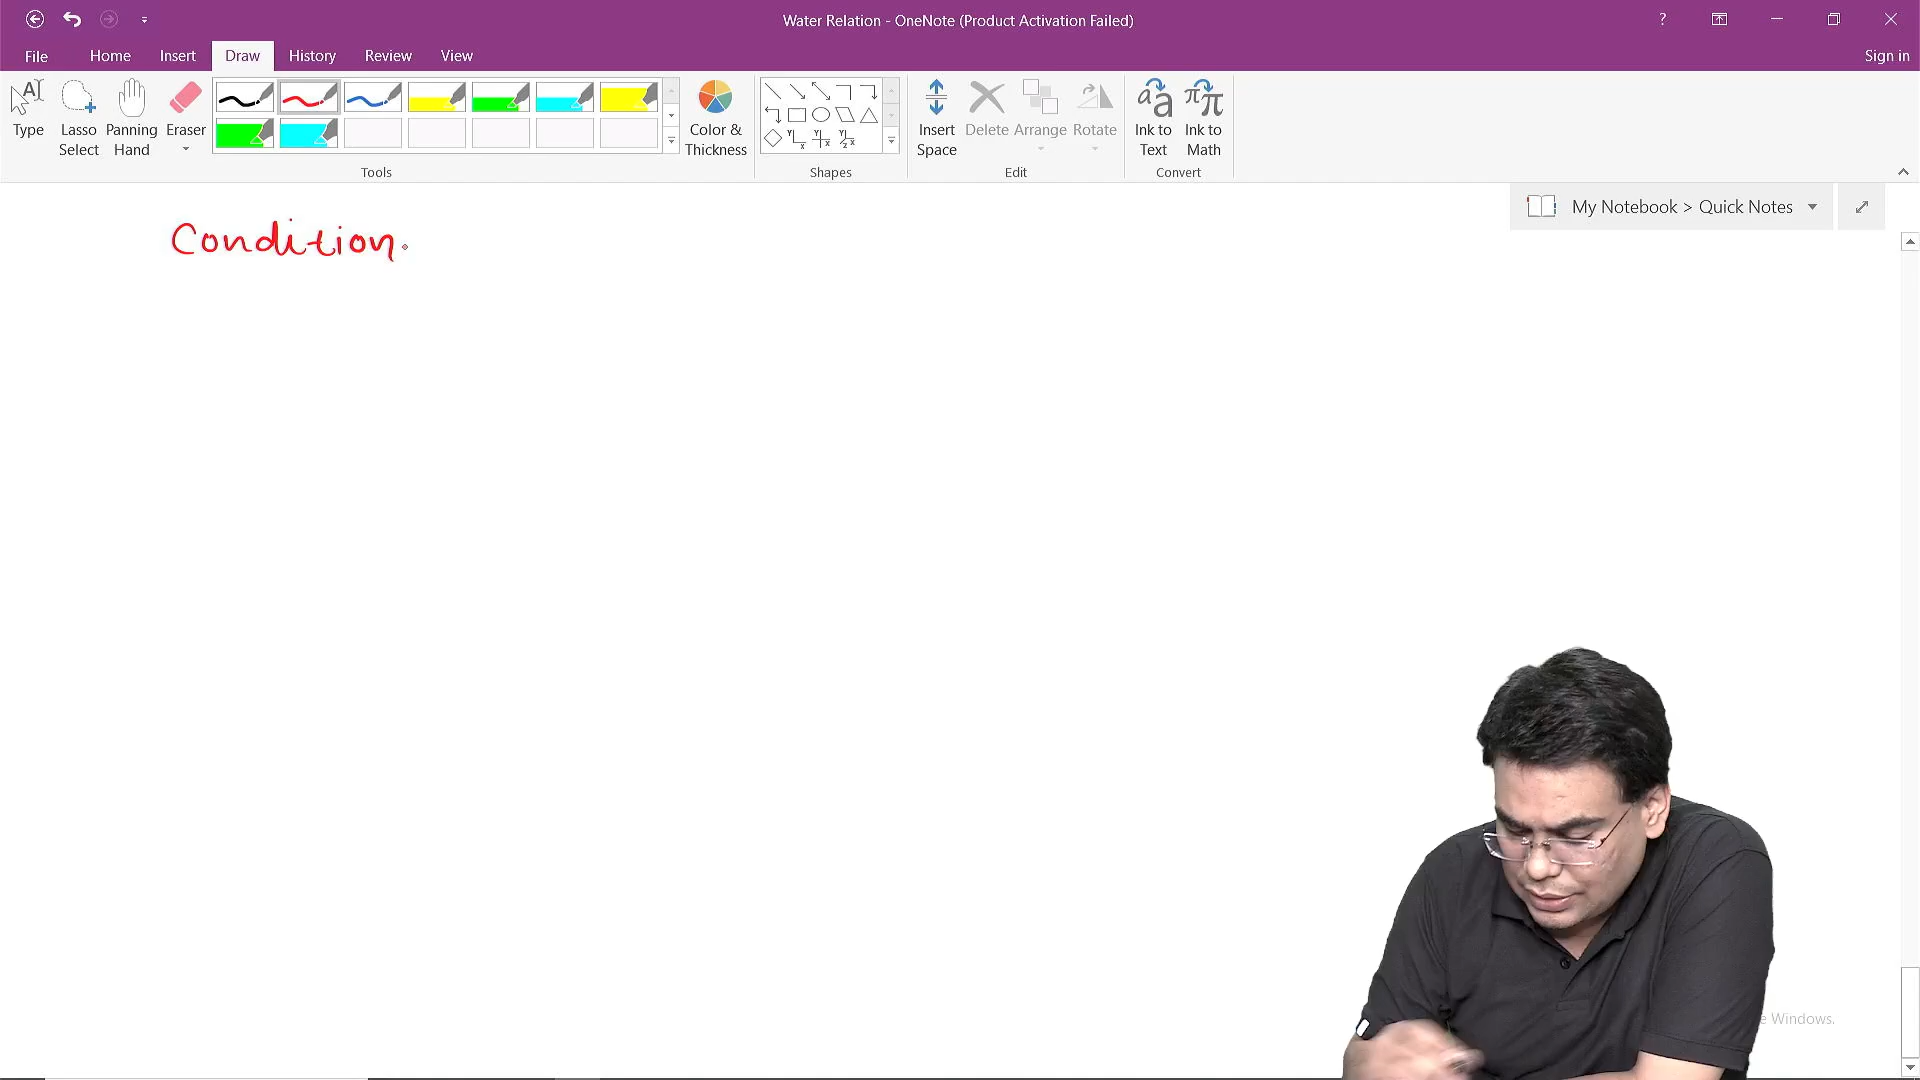 Water Relation - OneNote (Product Activation Failed)
?
File Home Insert Draw History Review View
Sign in
Type
Lasso Select
Panning Hand
Eraser
Color & Thickness
Insert Space
Delete
Arrange
Rotate
Ink to Text
Ink to Math
Tools
Shapes
Edit
Convert
My Notebook > Quick Notes
Condition
e Windows.